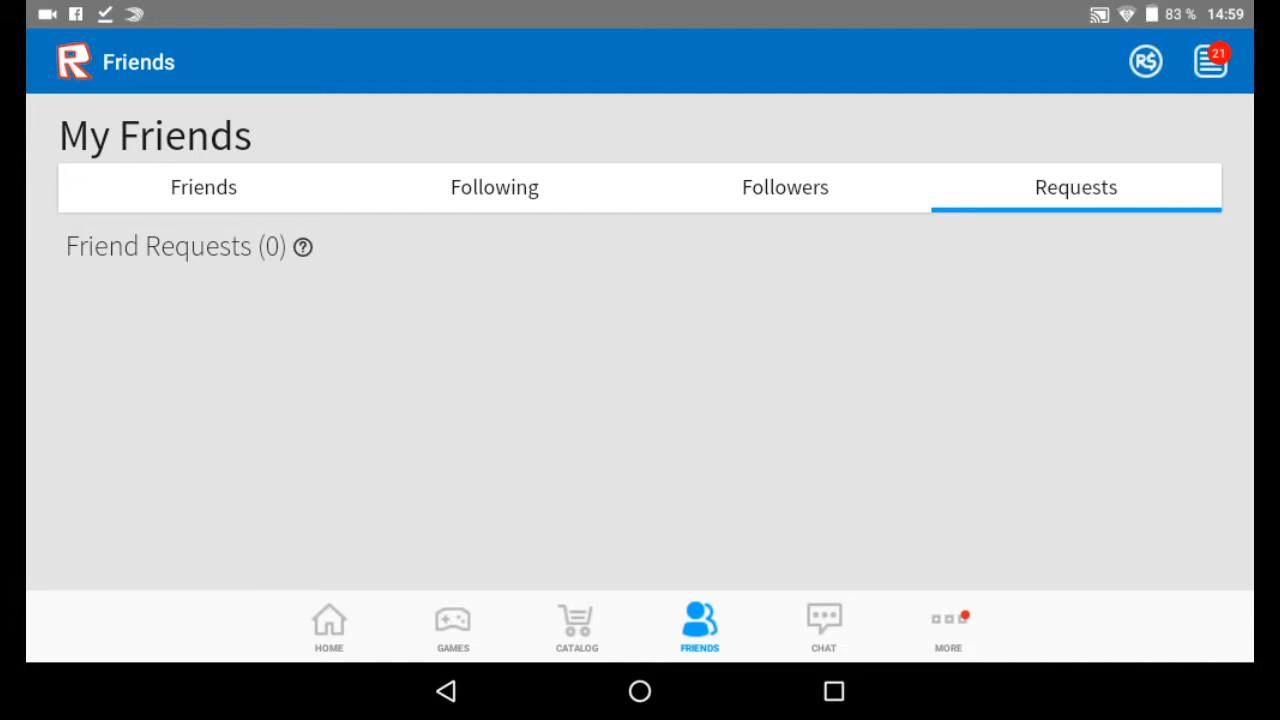 83 % 14:59
Friends
R$
21
My Friends
Friends Following Followers Requests
Friend Requests (0) ?
HOME GAMES CATALOG FRIENDS CHAT MORE